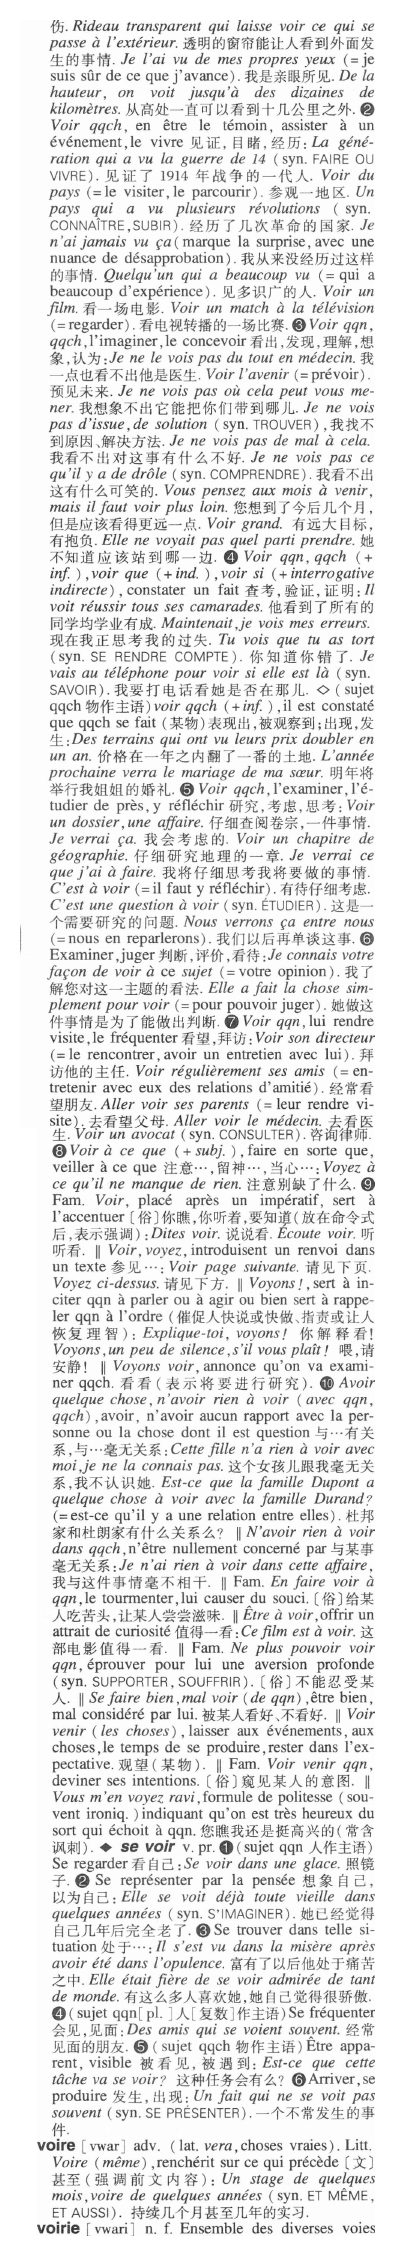 伤. Rideau transparent qui laisse voir ce qui se
passe à l'extérieur. 透明的窗帘能让人看到外面发
生的事情. Je l'ai vu de mes propres yeux (= je
suis sûr de ce que j'avance). 我是亲眼所见. De la
hauteur, on voit jusqu'à des dizaines de
kilomètres. 从高处一直可以看到十几公里之外. ❷
Voir qqch, en être le témoin, assister à un
événement, le vivre 见证, 目睹, 经历: La géné-
ration qui a vu la guerre de 14 (syn. FAIRE OU
VIVRE). 见证了 1914 年战争的一代人. Voir du
pays (= le visiter, le parcourir). 参观一地区. Un
pays qui a vu plusieurs révolutions (syn.
CONNAÎTRE, SUBIR). 经历了几次革命的国家. Je
n'ai jamais vu ça (marque la surprise, avec une
nuance de désapprobation). 我从来没经历过这样
的事情. Quelqu'un qui a beaucoup vu (= qui a
beaucoup d'expérience). 见多识广的人. Voir un
film. 看一场电影. Voir un match à la télévision
(= regarder). 看电视转播的一场比赛. ❸ Voir qqn,
qqch, l'imaginer, le concevoir 看出, 发现, 理解, 想
象, 认为: Je ne le vois pas du tout en médecin. 我
一点也看不出他是医生. Voir l'avenir (= prévoir).
预见未来. Je ne vois pas où cela peut vous me-
ner. 我想象不出它能把你们带到哪儿. Je ne vois
pas d'issue, de solution (syn. TROUVER), 我找不
到原因、解决方法. Je ne vois pas de mal à cela.
我看不出对这事有什么不好. Je ne vois pas ce
qu'il y a de drôle (syn. COMPRENDRE). 我看不出
这有什么可笑的. Vous pensez aux mois à venir,
mais il faut voir plus loin. 您想到了今后几个月,
但是应该看得更远一点. Voir grand. 有远大目标,
有抱负. Elle ne voyait pas quel parti prendre. 她
不知道应该站到哪一边. ❹ Voir qqn, qqch (+
inf.), voir que (+ ind.), voir si (+ interrogative
indirecte), constater un fait 查考, 验证, 证明: Il
voit réussir tous ses camarades. 他看到了所有的
同学均学业有成. Maintenait, je vois mes erreurs.
现在我正思考我的过失. Tu vois que tu as tort
(syn. SE RENDRE COMPTE). 你知道你错了. Je
vais au téléphone pour voir si elle est là (syn.
SAVOIR). 我要打电话看她是否在那儿. ◇ (sujet
qqch 物作主语) voir qqch (+ inf.), il est constaté
que qqch se fait (某物) 表现出, 被观察到; 出现, 发
生: Des terrains qui ont vu leurs prix doubler en
un an. 价格在一年之内翻了一番的土地. L'année
prochaine verra le mariage de ma sœur. 明年将
举行我姐姐的婚礼. ❺ Voir qqch, l'examiner, l'é-
tudier de près, y réfléchir 研究, 考虑, 思考: Voir
un dossier, une affaire. 仔细查阅卷宗, 一件事情.
Je verrai ça. 我会考虑的. Voir un chapitre de
géographie. 仔细研究地理的一章. Je verrai ce
que j'ai à faire. 我将仔细思考我将要做的事情.
C'est à voir (= il faut y réfléchir). 有待仔细考虑.
C'est une question à voir (syn. ÉTUDIER). 这是一
个需要研究的问题. Nous verrons ça entre nous
(= nous en reparlerons). 我们以后再单谈这事. ❻
Examiner, juger 判断, 评价, 看待: Je connais votre
façon de voir à ce sujet (= votre opinion). 我了
解您对这一主题的看法. Elle a fait la chose sim-
plement pour voir (= pour pouvoir juger). 她做这
件事情是为了能做出判断. ❼ Voir qqn, lui rendre
visite, le fréquenter 看望, 拜访: Voir son directeur
(= le rencontrer, avoir un entretien avec lui). 拜
访他的主任. Voir régulièrement ses amis (= en-
tretenir avec eux des relations d'amitié). 经常看
望朋友. Aller voir ses parents (= leur rendre vi-
site). 去看望父母. Aller voir le médecin. 去看医
生. Voir un avocat (syn. CONSULTER). 咨询律师.
❽ Voir à ce que (+ subj.), faire en sorte que,
veiller à ce que 注意…, 留神…, 当心…: Voyez à
ce qu'il ne manque de rien. 注意别缺了什么. ❾
Fam. Voir, placé après un impératif, sert à
l'accentuer [俗] 你瞧, 你听着, 要知道 (放在命令式
后, 表示强调): Dites voir. 说说看. Écoute voir. 听
听看. ‖ Voir, voyez, introduisent un renvoi dans
un texte 参见…: Voir page suivante. 请见下页.
Voyez ci-dessus. 请见下方. ‖ Voyons!, sert à in-
citer qqn à parler ou à agir ou bien sert à rappe-
ler qqn à l'ordre (催促人快说或快做、指责或让人
恢复理智): Explique-toi, voyons! 你解释看!
Voyons, un peu de silence, s'il vous plaît! 喂, 请
安静! ‖ Voyons voir, annonce qu'on va exami-
ner qqch. 看看 (表示将要进行研究). ❿ Avoir
quelque chose, n'avoir rien à voir (avec qqn,
qqch), avoir, n'avoir aucun rapport avec la per-
sonne ou la chose dont il est question 与…有关
系, 与…毫无关系: Cette fille n'a rien à voir avec
moi, je ne la connais pas. 这个女孩儿跟我毫无关
系, 我不认识她. Est-ce que la famille Dupont a
quelque chose à voir avec la famille Durand?
(= est-ce qu'il y a une relation entre elles). 杜邦
家和杜朗家有什么关系么? ‖ N'avoir rien à voir
dans qqch, n'être nullement concerné par 与某事
毫无关系: Je n'ai rien à voir dans cette affaire,
我与这件事情毫不相干. ‖ Fam. En faire voir à
qqn, le tourmenter, lui causer du souci. [俗] 给某
人吃苦头, 让某人尝尝滋味. ‖ Être à voir, offrir un
attrait de curiosité 值得一看: Ce film est à voir. 这
部电影值得一看. ‖ Fam. Ne plus pouvoir voir
qqn, éprouver pour lui une aversion profonde
(syn. SUPPORTER, SOUFFRIR). [俗] 不能忍受某
人. ‖ Se faire bien, mal voir (de qqn), être bien,
mal considéré par lui. 被某人看好、不看好. ‖ Voir
venir (les choses), laisser aux événements, aux
choses, le temps de se produire, rester dans l'ex-
pectative. 观望 (某物). ‖ Fam. Voir venir qqn,
deviner ses intentions. [俗] 窥见某人的意图. ‖
Vous m'en voyez ravi, formule de politesse (sou-
vent ironiq.) indiquant qu'on est très heureux du
sort qui échoit à qqn. 您瞧我还是挺高兴的 (常含
讽刺). ◆ se voir v. pr. ❶ (sujet qqn 人作主语)
Se regarder 看自己: Se voir dans une glace. 照镜
子. ❷ Se représenter par la pensée 想象自己,
以为自己: Elle se voit déjà toute vieille dans
quelques années (syn. S'IMAGINER). 她已经觉得
自己几年后完全老了. ❸ Se trouver dans telle si-
tuation 处于…: Il s'est vu dans la misère après
avoir été dans l'opulence. 富有了以后他处于痛苦
之中. Elle était fière de se voir admirée de tant
de monde. 有这么多人喜欢她, 她自己觉得很骄傲.
❹ (sujet qqn [pl.] 人 [复数] 作主语) Se fréquenter
会见, 见面: Des amis qui se voient souvent. 经常
见面的朋友. ❺ (sujet qqch 物作主语) Être appa-
rent, visible 被看见, 被遇到: Est-ce que cette
tâche va se voir? 这种任务会有么? ❻ Arriver, se
produire 发生, 出现: Un fait qui ne se voit pas
souvent (syn. SE PRÉSENTER). 一个不常发生的事
件.
voire [vwar] adv. (lat. vera, choses vraies). Litt.
Voire (même), renchérit sur ce qui précède [文]
甚至 (强调前文内容): Un stage de quelques
mois, voire de quelques années (syn. ET MÊME,
ET AUSSI). 持续几个月甚至几年的实习.
voirie [vwari] n. f. Ensemble des diverses voies